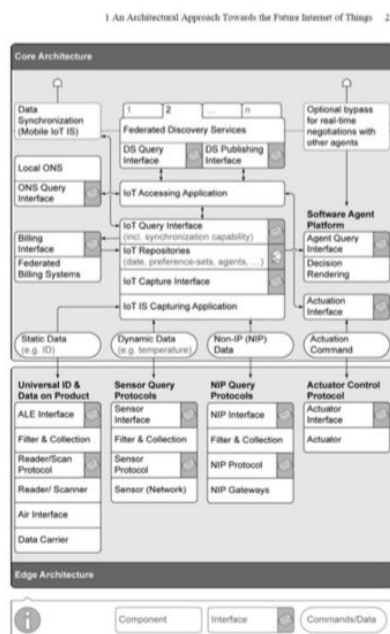 1 An Architectural Approach Towards the Future Internet of Things 2
Core Architecture
Data
Synchronization
(Mobile IoT IS)
1 2 ... n
Federated Discovery Services
DS Query
Interface
DS Publishing
Interface
Optional bypass
for real-time
negotiations with
other agents
Local ONS
ONS Query
Interface
IoT Accessing Application
Billing
Interface
Federated
Billing Systems
IoT Query Interface
(incl. synchronization capability)
IoT Repositories
(date, preference-sets, agents, ...)
IoT Capture Interface
IoT IS Capturing Application
Software Agent
Platform
Agent Query
Interface
Decision
Rendering
Actuation
Interface
Static Data
(e.g. ID)
Dynamic Data
(e.g. temperature)
Non-IP (NIP)
Data
Actuation
Command
Universal ID &
Data on Product
ALE Interface
Filter & Collection
Reader/Scan
Protocol
Reader/ Scanner
Air Interface
Data Carrier
Sensor Query
Protocols
Sensor
Interface
Filter & Collection
Sensor
Protocol
Sensor (Network)
NIP Query
Protocols
NIP Interface
Filter & Collection
NIP Protocol
NIP Gateways
Actuator Control
Protocol
Actuator
Interface
Actuator
Edge Architecture
i
Component
Interface
Commands/Data